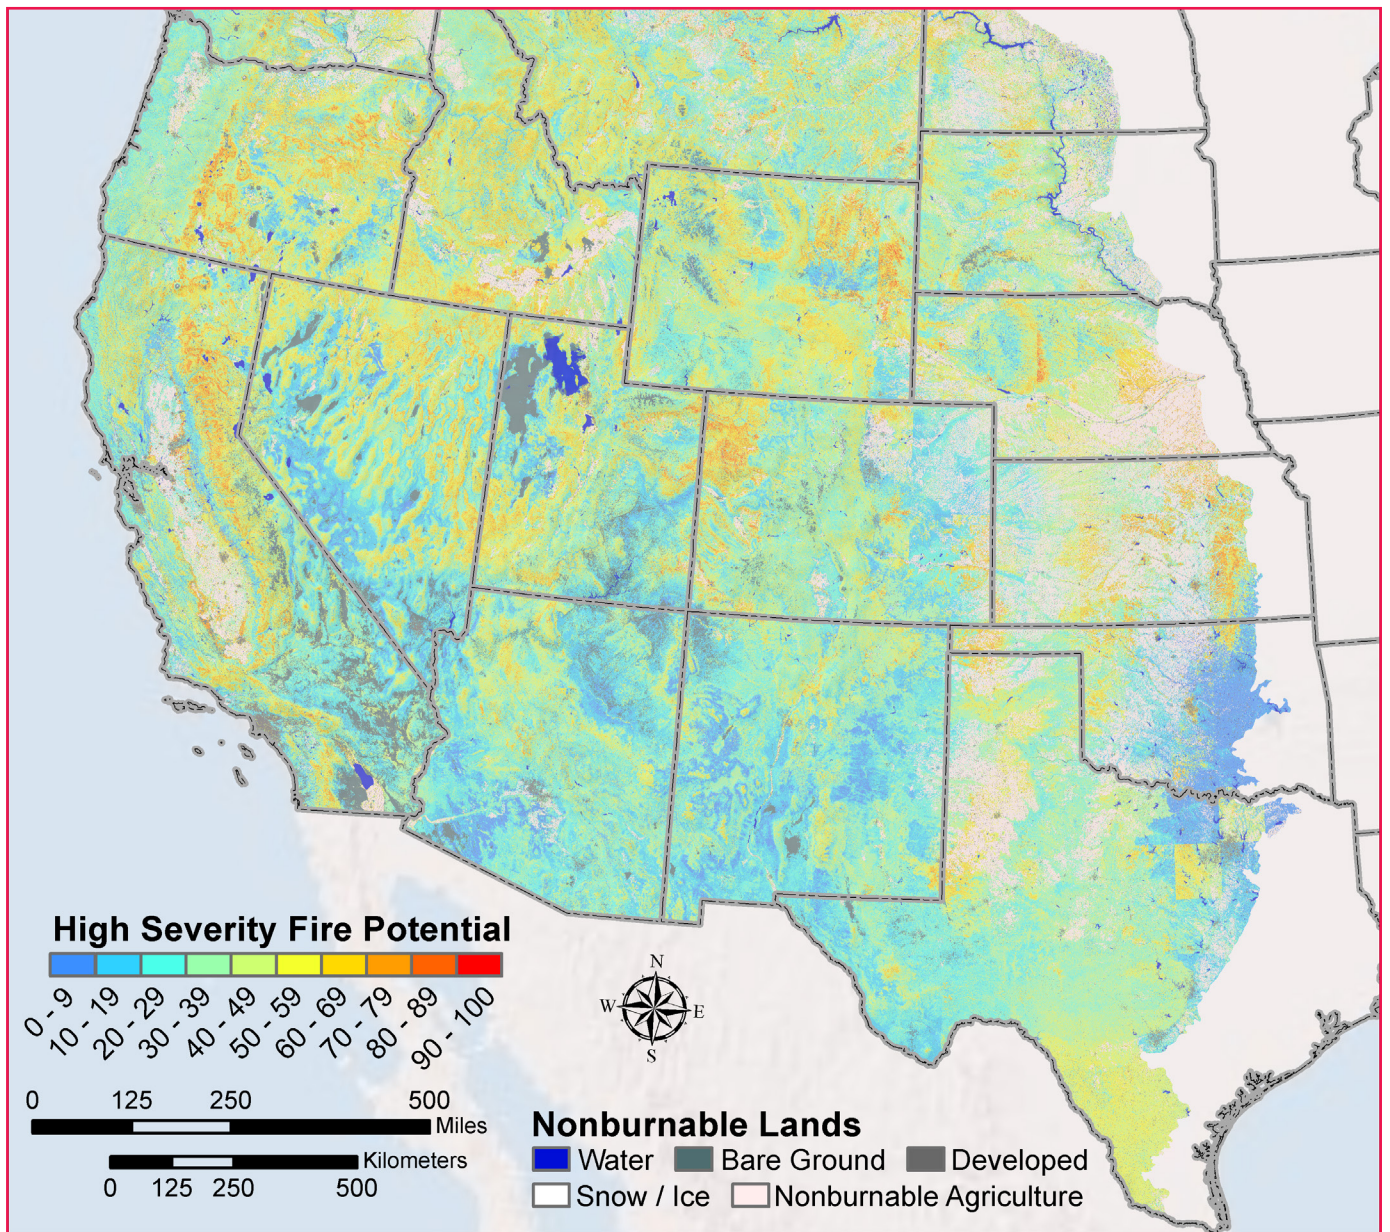 High Severity Fire Potential
0 - 9
10 - 19
20 - 29
30 - 39
40 - 49
50 - 59
60 - 69
70 - 79
80 - 89
90 - 100
N
W E
S
0 125 250 500
Miles
Kilometers
0 125 250 500
Nonburnable Lands
Water Bare Ground Developed
Snow / Ice Nonburnable Agriculture